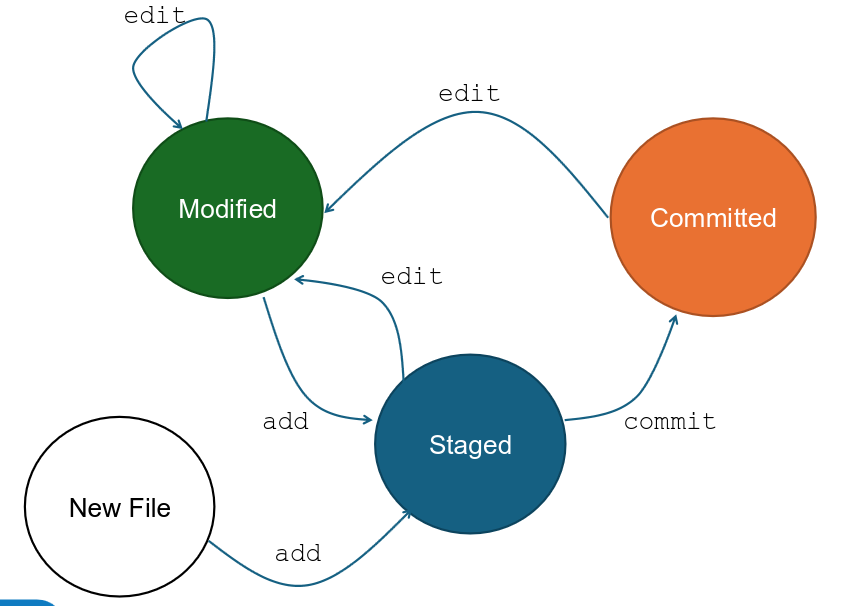 edit
edit
Modified
Committed
edit
add
commit
Staged
New File
add